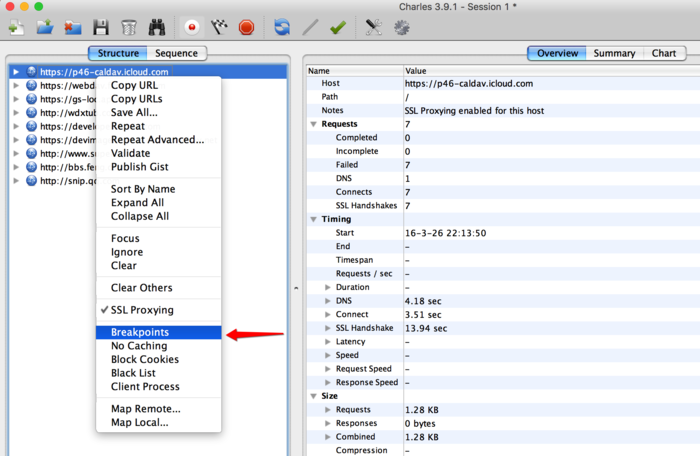 Charles 3.9.1 - Session 1 *
Structure
Sequence
Overview
Summary
Chart
https://p46-caldav.icloud.com
https://webd
https://gs-loc
http://wdxtub
https://develo
https://devim
http://www.su
http://bbs.fe
http://snip.q
Copy URL
Copy URLs
Save All...
Repeat
Repeat Advanced...
Validate
Publish Gist
Sort By Name
Expand All
Collapse All
Focus
Ignore
Clear
Clear Others
✓ SSL Proxying
Breakpoints
No Caching
Block Cookies
Black List
Client Process
Map Remote...
Map Local...
Name Value
Host https://p46-caldav.icloud.com
Path /
Notes SSL Proxying enabled for this host
Requests 7
Completed 0
Incomplete 0
Failed 7
DNS 1
Connects 7
SSL Handshakes 7
Timing
Start 16-3-26 22:13:50
End –
Timespan –
Requests / sec –
Duration –
DNS 4.18 sec
Connect 3.51 sec
SSL Handshake 13.94 sec
Latency –
Speed –
Request Speed –
Response Speed –
Size
Requests 1.28 KB
Responses 0 bytes
Combined 1.28 KB
Compression –